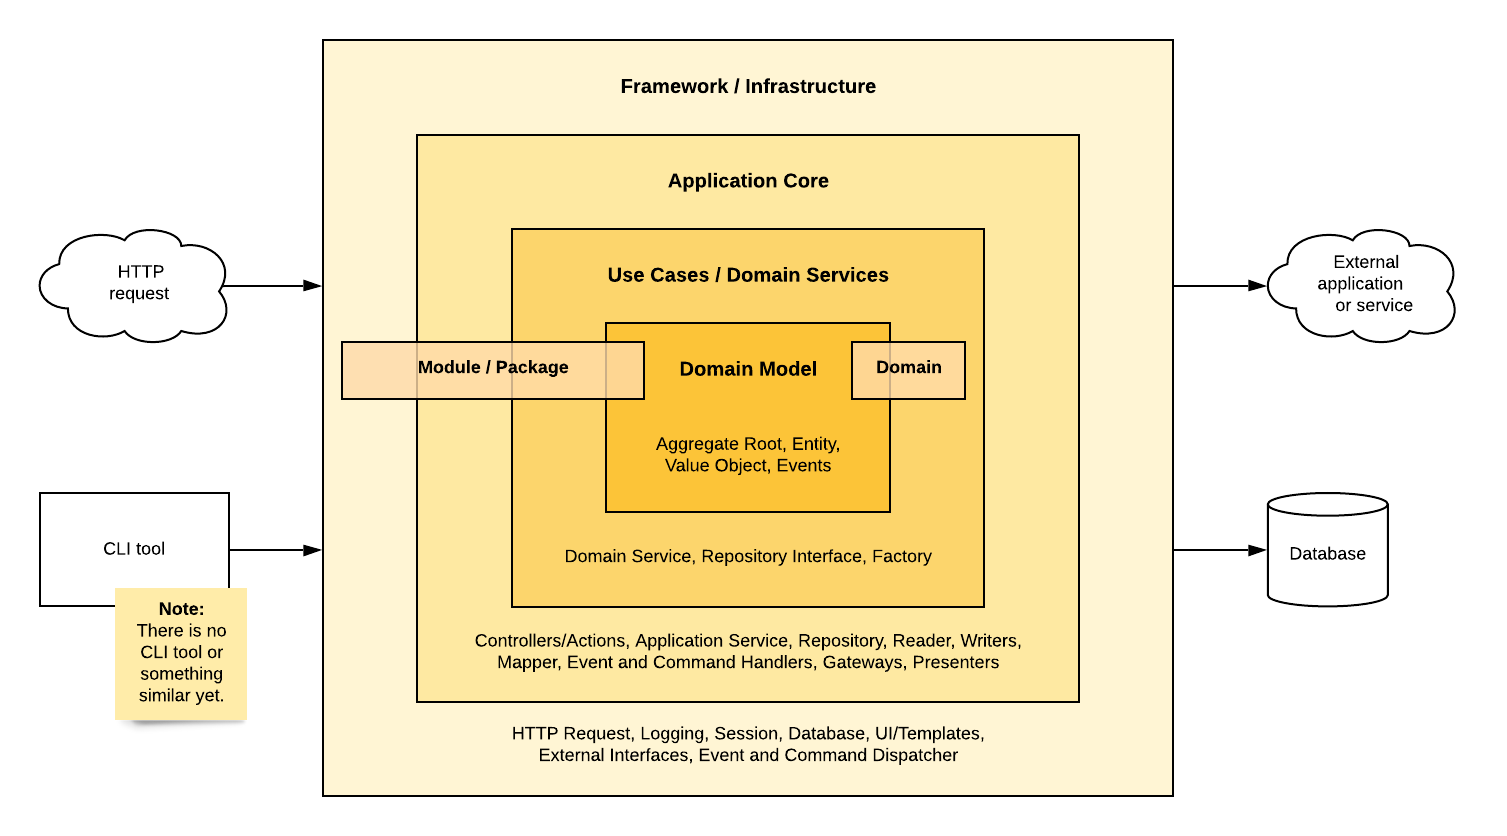 Framework / Infrastructure
Application Core
Use Cases / Domain Services
HTTP
request
External
application
or service
Module / Package
Domain Model
Domain
Aggregate Root, Entity,
Value Object, Events
CLI tool
Note:
There is no
CLI tool or
something
similar yet.
Domain Service, Repository Interface, Factory
Database
Controllers/Actions, Application Service, Repository, Reader, Writers,
Mapper, Event and Command Handlers, Gateways, Presenters
HTTP Request, Logging, Session, Database, UI/Templates,
External Interfaces, Event and Command Dispatcher